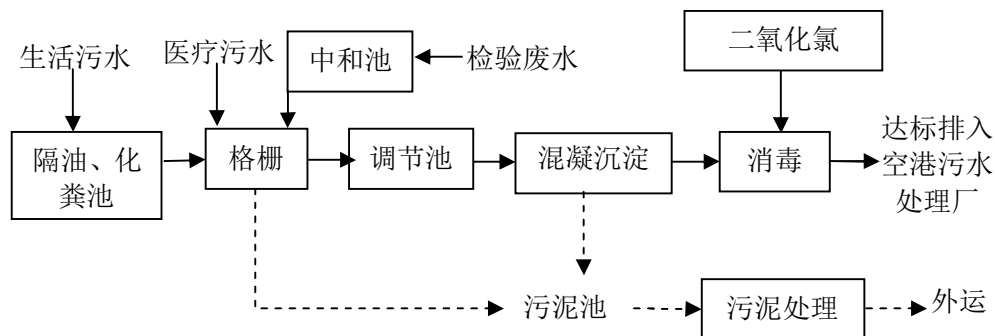 生活污水
医疗污水
中和池
检验废水
二氧化氯
隔油、化
粪池
格栅
调节池
混凝沉淀
消毒
达标排入
空港污水
处理厂
污泥池
污泥处理
外运